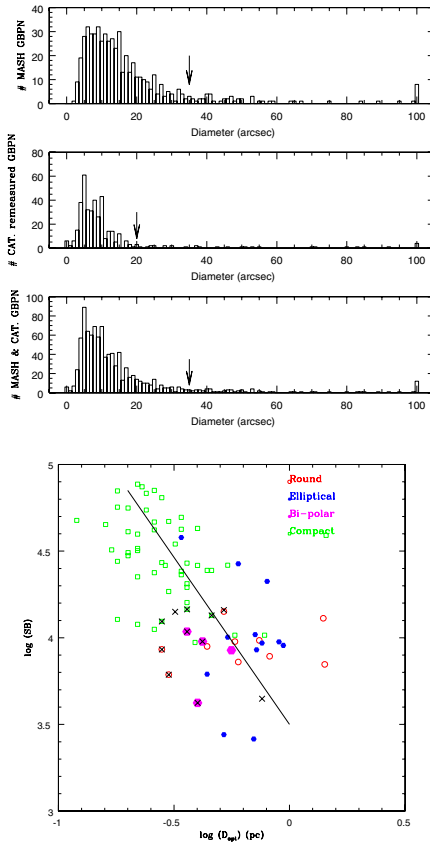 # MASH GBPN
40
30
20
10
0
0 20 40 60 80 100
Diameter (arcsec)
# CAT. remeasured GBPN
80
60
40
20
0
0 20 40 60 80 100
Diameter (arcsec)
# MASH & CAT. GBPN
100
80
60
40
20
0
0 20 40 60 80 100
Diameter (arcsec)
log (SB)
5
4.5
4
3.5
3
Round
Elliptical
Bi-polar
Compact
-1 -0.5 0 0.5
log (D_opt) (pc)